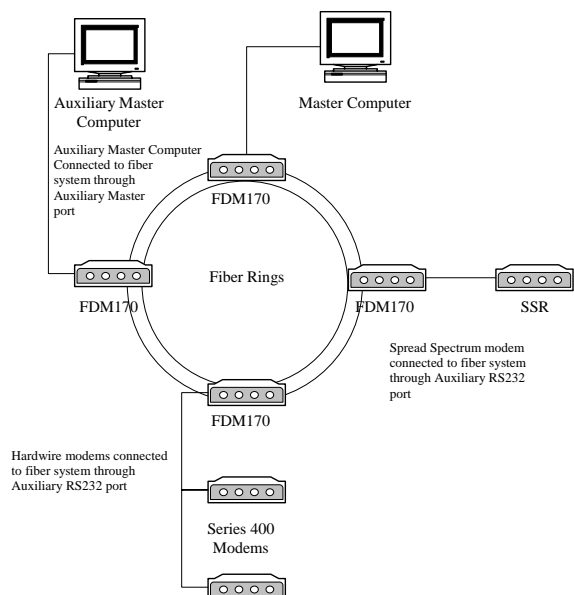 Auxiliary Master
Computer
Master Computer
Auxiliary Master Computer
Connected to fiber
system through
Auxiliary Master
port
FDM170
FDM170
Fiber Rings
FDM170
SSR
Spread Spectrum modem
connected to fiber system
through Auxiliary RS232
port
FDM170
Hardwire modems connected
to fiber system through
Auxiliary RS232 port
Series 400
Modems